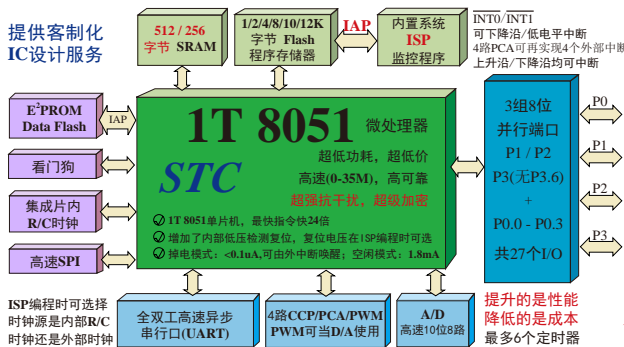 提供客制化
IC设计服务
512 / 256
字节 SRAM
1/2/4/8/10/12K
字节 Flash
程序存储器
IAP
内置系统
ISP
监控程序
INT0/INT1
可下降沿/低电平中断
4路PCA可再实现4个外部中断
上升沿/下降沿均可中断
E²PROM
Data Flash
IAP
看门狗
集成片内
R/C时钟
高速SPI
1T 8051 微处理器
STC
超低功耗，超低价
高速(0-35M)，高可靠
超强抗干扰，超级加密
1T 8051单片机，最快指令快24倍
增加了内部低压检测复位，复位电压在ISP编程时可选
掉电模式：<0.1uA,可由外中断唤醒；空闲模式：1.8mA
3组8位
并行端口
P1 / P2
P3(无P3.6)
+
P0.0 - P0.3
共27个I/O
P0
P1
P2
P3
ISP编程时可选择
时钟源是内部R/C
时钟还是外部时钟
全双工高速异步
串行口(UART)
4路CCP/PCA/PWM
PWM可当D/A使用
A/D
高速10位8路
提升的是性能
降低的是成本
最多6个定时器